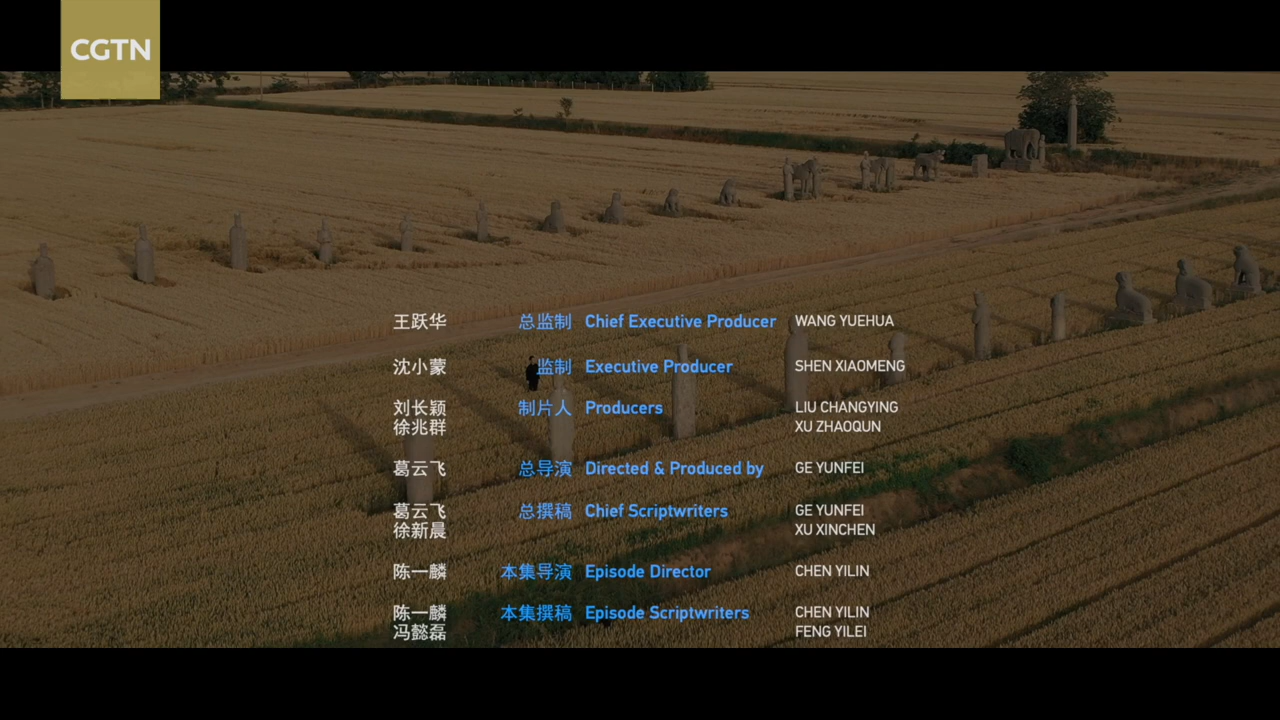 CGTN
王跃华 总监制 Chief Executive Producer WANG YUEHUA
沈小蒙 监制 Executive Producer SHEN XIAOMENG
刘长颖 制片人 Producers LIU CHANGYING
徐兆群 XU ZHAOQUN
葛云飞 总导演 Directed & Produced by GE YUNFEI
葛云飞 总撰稿 Chief Scriptwriters GE YUNFEI
徐新晨 XU XINCHEN
陈一麟 本集导演 Episode Director CHEN YILIN
陈一麟 本集撰稿 Episode Scriptwriters CHEN YILIN
冯懿磊 FENG YILEI